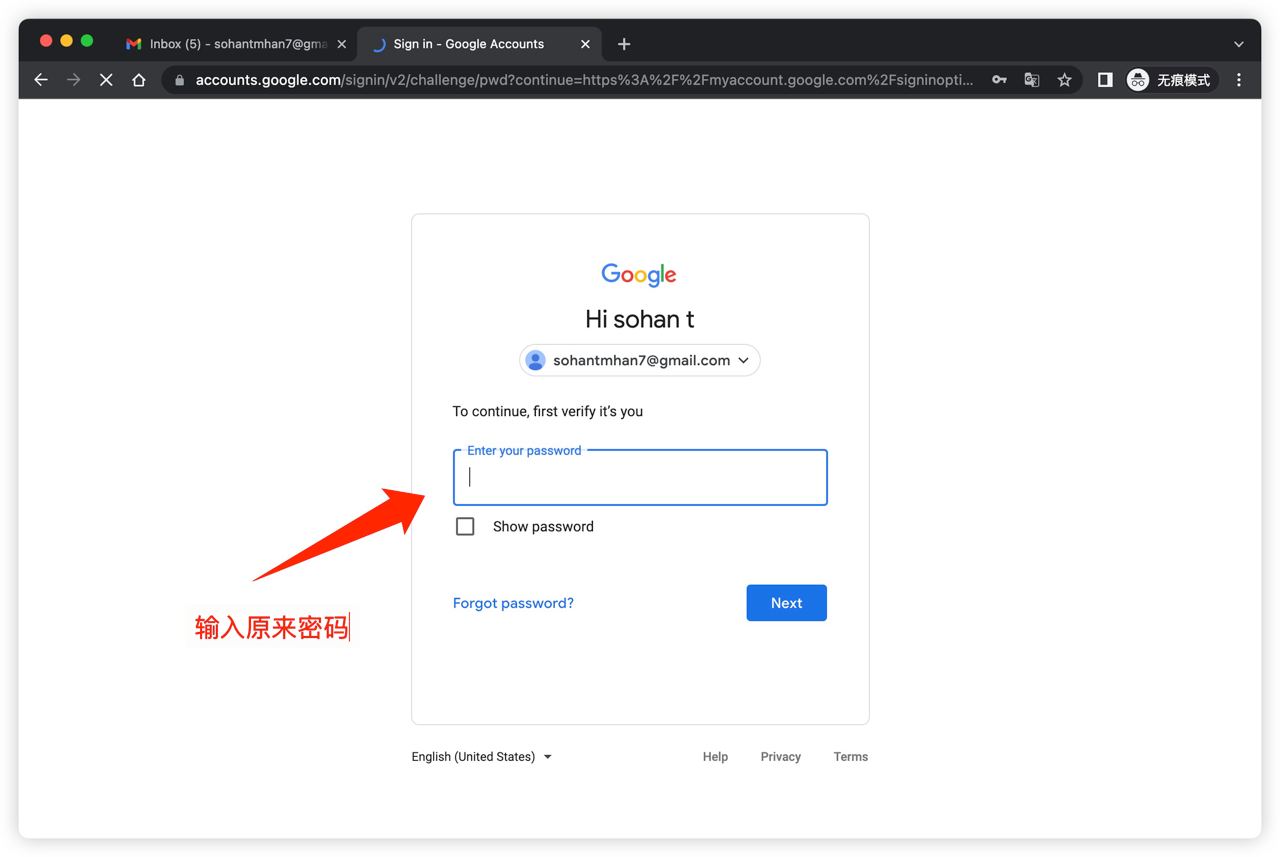 Inbox (5) - sohantmhan7@gma
Sign in - Google Accounts
accounts.google.com/signin/v2/challenge/pwd?continue=https%3A%2F%2Fmyaccount.google.com%2Fsigninopti...
无痕模式
Google
Hi sohan t
sohantmhan7@gmail.com
To continue, first verify it's you
Enter your password
Show password
Forgot password?
Next
输入原来密码
English (United States)
Help
Privacy
Terms